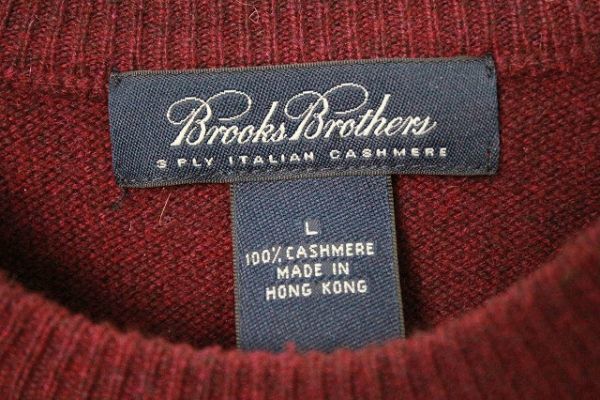 Brooks Brothers
3 PLY ITALIAN CASHMERE
L
100% CASHMERE
MADE IN
HONG KONG